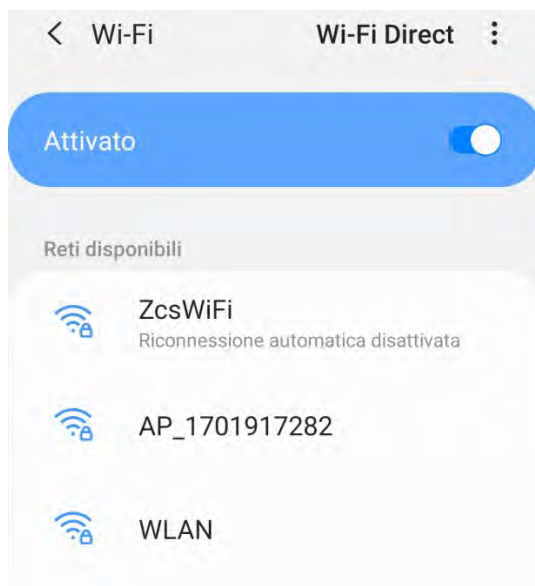 Wi-Fi Wi-Fi Direct
Attivato
Reti disponibili
ZcsWiFi
Riconnessione automatica disattivata
AP_1701917282
WLAN